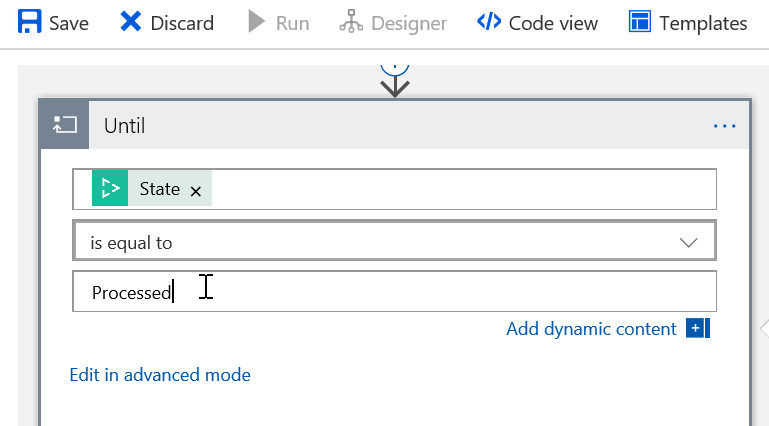 Save Discard Run Designer Code view Templates
Until ...
State ×
is equal to
Processed
Add dynamic content
Edit in advanced mode